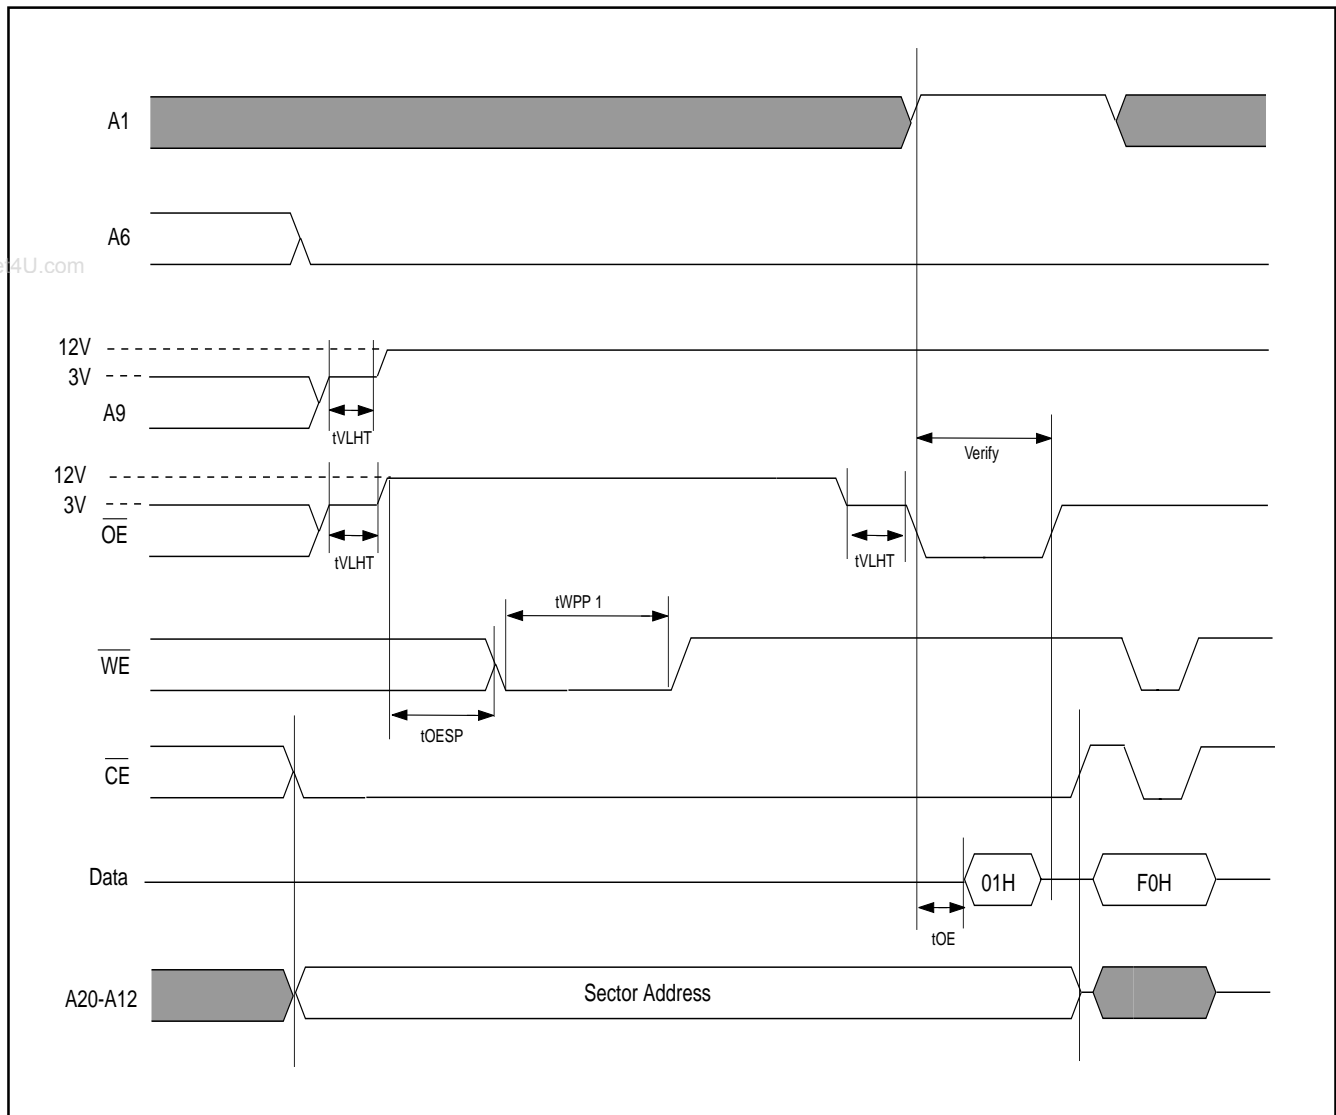 A1
A6
et4U.com
12V
3V
A9
tVLHT
Verify
12V
3V
OE
tVLHT
tVLHT
tWPP 1
WE
tOESP
CE
Data
01H
F0H
tOE
A20-A12
Sector Address